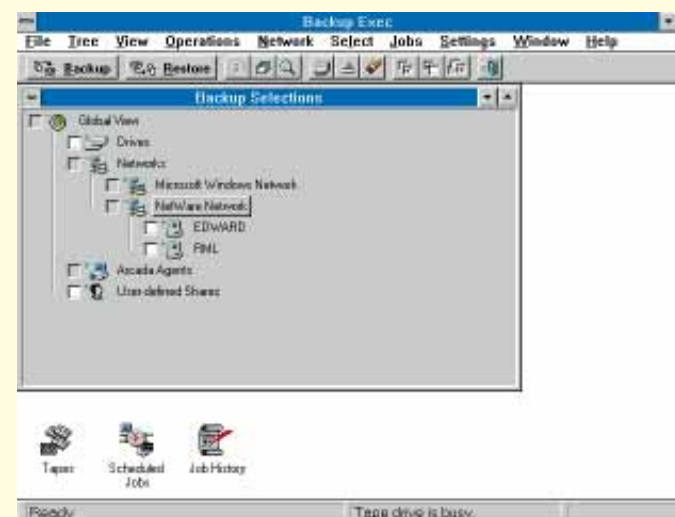 Backup Exec
File Tree View Operations Network Select Jobs Settings Window Help
Backup Restore
Backup Selections
Global View
Drives
Networks
Microsoft Windows Network
NetWare Network
EDWARD
RML
Arcada Agents
User-defined Shares
Tapes
Scheduled
Jobs
Job History
Ready
Tape drive is busy.